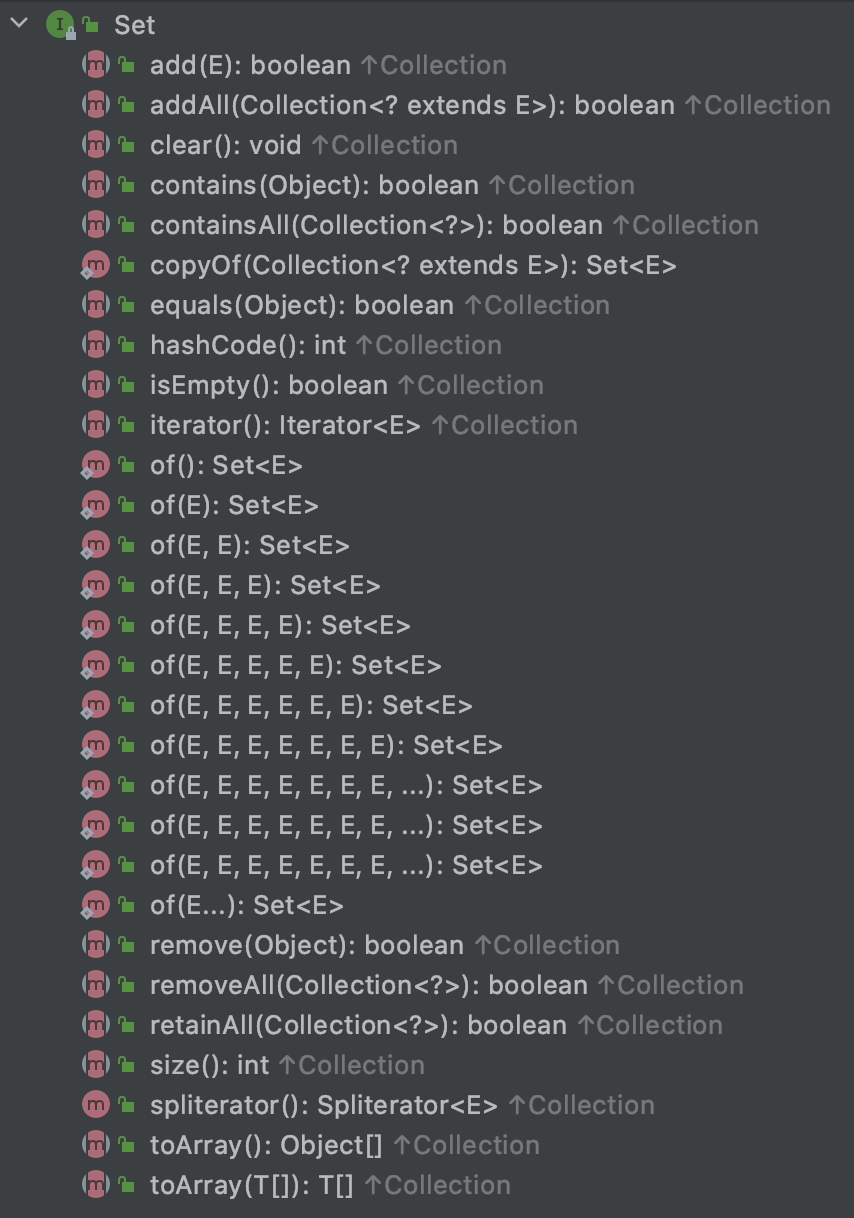 Set
add(E): boolean ↑Collection
addAll(Collection<? extends E>): boolean ↑Collection
clear(): void ↑Collection
contains(Object): boolean ↑Collection
containsAll(Collection<?>): boolean ↑Collection
copyOf(Collection<? extends E>): Set<E>
equals(Object): boolean ↑Collection
hashCode(): int ↑Collection
isEmpty(): boolean ↑Collection
iterator(): Iterator<E> ↑Collection
of(): Set<E>
of(E): Set<E>
of(E, E): Set<E>
of(E, E, E): Set<E>
of(E, E, E, E): Set<E>
of(E, E, E, E, E): Set<E>
of(E, E, E, E, E, E): Set<E>
of(E, E, E, E, E, E, E): Set<E>
of(E, E, E, E, E, E, E, ...): Set<E>
of(E, E, E, E, E, E, E, ...): Set<E>
of(E, E, E, E, E, E, E, ...): Set<E>
of(E...): Set<E>
remove(Object): boolean ↑Collection
removeAll(Collection<?>): boolean ↑Collection
retainAll(Collection<?>): boolean ↑Collection
size(): int ↑Collection
spliterator(): Spliterator<E> ↑Collection
toArray(): Object[] ↑Collection
toArray(T[]): T[] ↑Collection